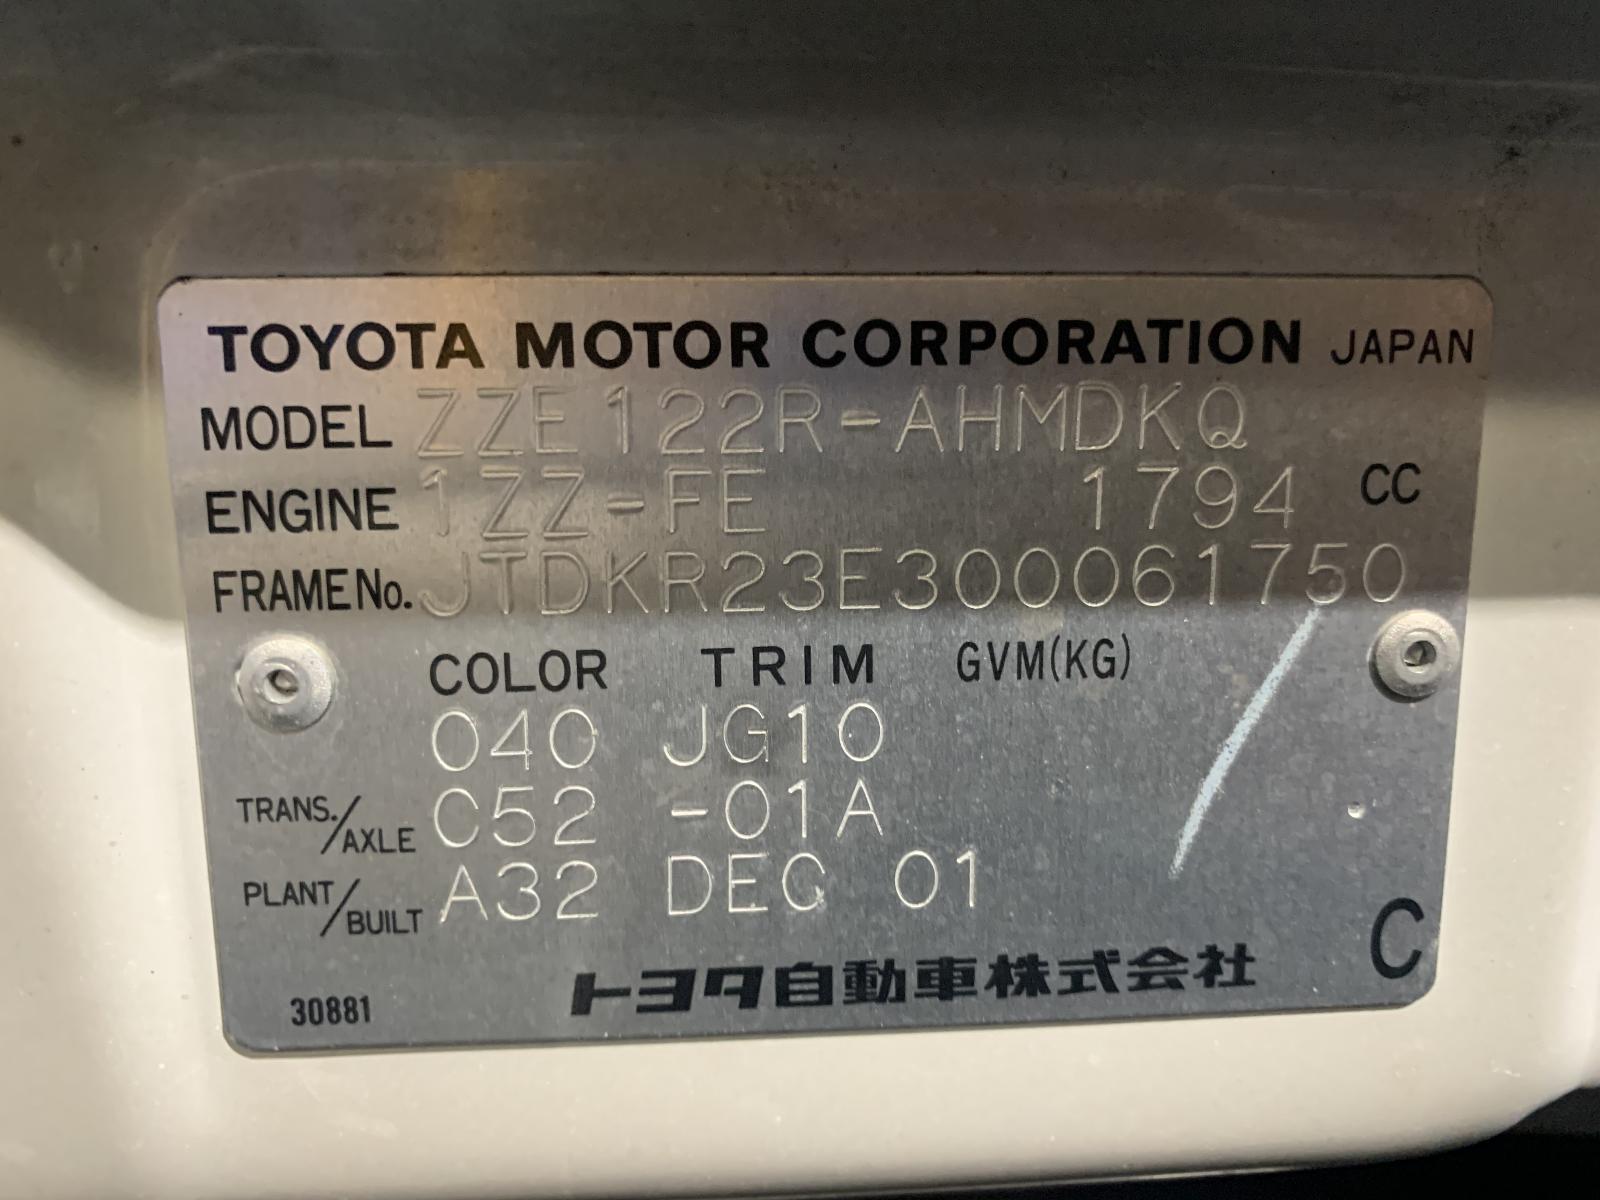 TOYOTA MOTOR CORPORATION JAPAN
MODEL ZZE122R-AHMDKQ
ENGINE 1ZZ-FE 1794 CC
FRAME No. JTDKR23E300061750
COLOR TRIM GVM(KG)
040 JG10
TRANS./AXLE C52 -01A
PLANT/BUILT A32 DEC 01
C
トヨタ自動車株式会社
30881